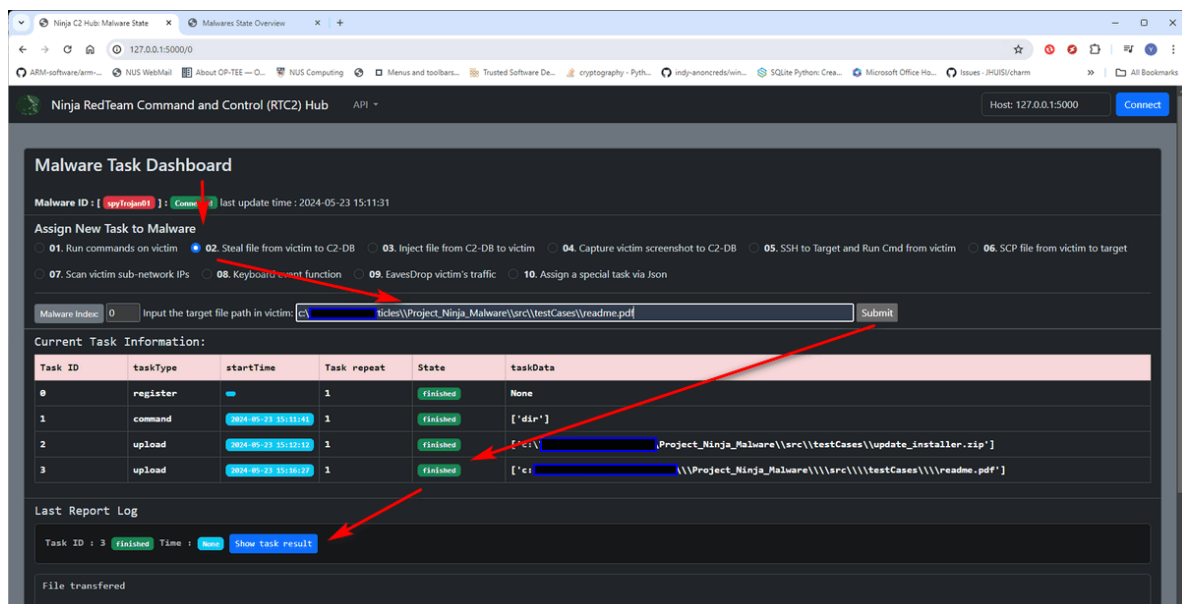 Ninja C2 Hub: Malware State
Malwares State Overview
127.0.0.1:5000/0
ARM-software/arm-... NUS WebMail About OP-TEE — O... NUS Computing Menus and toolbars... Trusted Software De... cryptography - Pyth... indy-anoncreds/win... SQLite Python: Crea... Microsoft Office Ho... Issues · JHUISI/charm » All Bookmarks
Ninja RedTeam Command and Control (RTC2) Hub API Host: 127.0.0.1:5000 Connect
Malware Task Dashboard
Malware ID : [ spyTrojan01 ] : last update time : 2024-05-23 15:11:31
Assign New Task to Malware
01. Run commands on victim 02. Steal file from victim to C2-DB 03. Inject file from C2-DB to victim 04. Capture victim screenshot to C2-DB 05. SSH to Target and Run Cmd from victim 06. SCP file from victim to target
07. Scan victim sub-network IPs 08. Keyboard event function 09. EavesDrop victim's traffic 10. Assign a special task via Json
Malware Index: 0 Input the target file path in victim: c:\ ticles\\Project_Ninja_Malware\\src\\testCases\\readme.pdf Submit
Current Task Information:
Task ID taskType startTime Task repeat State taskData
0 register 1 finished None
1 command 2024-05-23 15:11:41 1 finished ['dir']
2 upload 2024-05-23 15:12:12 1 finished ['c:\ \Project_Ninja_Malware\\src\\testCases\\update_installer.zip']
3 upload 2024-05-23 15:16:27 1 finished ['c: \\\Project_Ninja_Malware\\\\src\\\\testCases\\\\readme.pdf']
Last Report Log
Task ID : 3 finished Time : None Show task result
File transfered